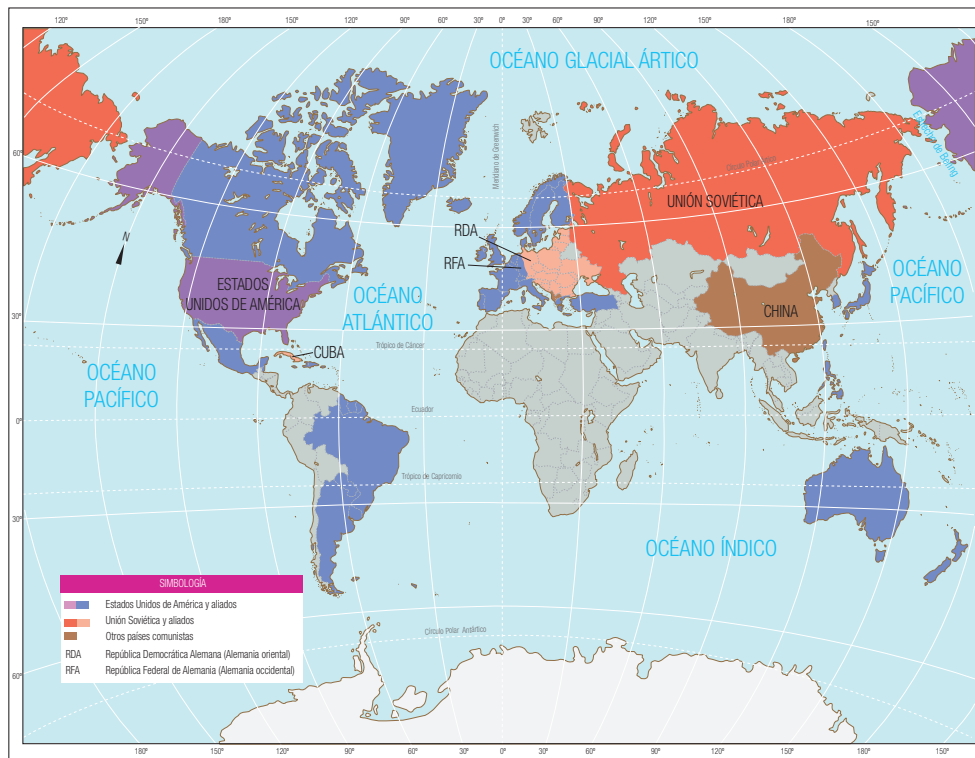 120° 150° 180° 150° 120° 90° 60° 30° 0° 30° 60° 90° 120° 150° 180° 150°
OCÉANO GLACIAL ÁRTICO
Meridiano de Greenwich
Estrecho de Bering
Círculo Polar Ártico
60°
UNIÓN SOVIÉTICA
RDA
RFA
N
ESTADOS
UNIDOS DE AMÉRICA
OCÉANO
ATLÁNTICO
OCÉANO
PACÍFICO
CHINA
30°
30°
CUBA
Trópico de Cáncer
OCÉANO
PACÍFICO
Ecuador
0°
0°
Trópico de Capricornio
30°
30°
OCÉANO ÍNDICO
SIMBOLOGÍA
Estados Unidos de América y aliados
Unión Soviética y aliados
Otros países comunistas
RDA República Democrática Alemana (Alemania oriental)
RFA República Federal de Alemania (Alemania occidental)
Círculo Polar Antártico
60°
60°
180° 150° 120° 90° 60° 30° 0° 30° 60° 90° 120° 150° 180°